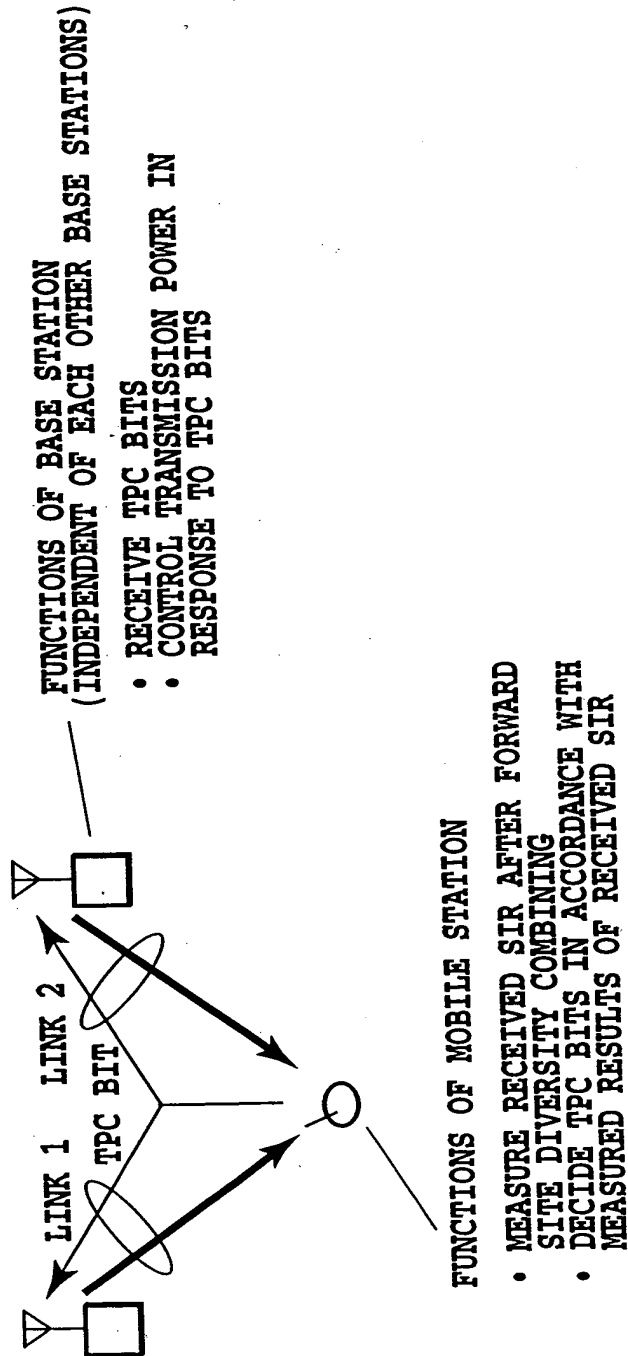 LINK 1 LINK 2
TPC BIT
FUNCTIONS OF BASE STATION
(INDEPENDENT OF EACH OTHER BASE STATIONS)
• RECEIVE TPC BITS
• CONTROL TRANSMISSION POWER IN
RESPONSE TO TPC BITS
FUNCTIONS OF MOBILE STATION
• MEASURE RECEIVED SIR AFTER FORWARD
SITE DIVERSITY COMBINING
• DECIDE TPC BITS IN ACCORDANCE WITH
MEASURED RESULTS OF RECEIVED SIR